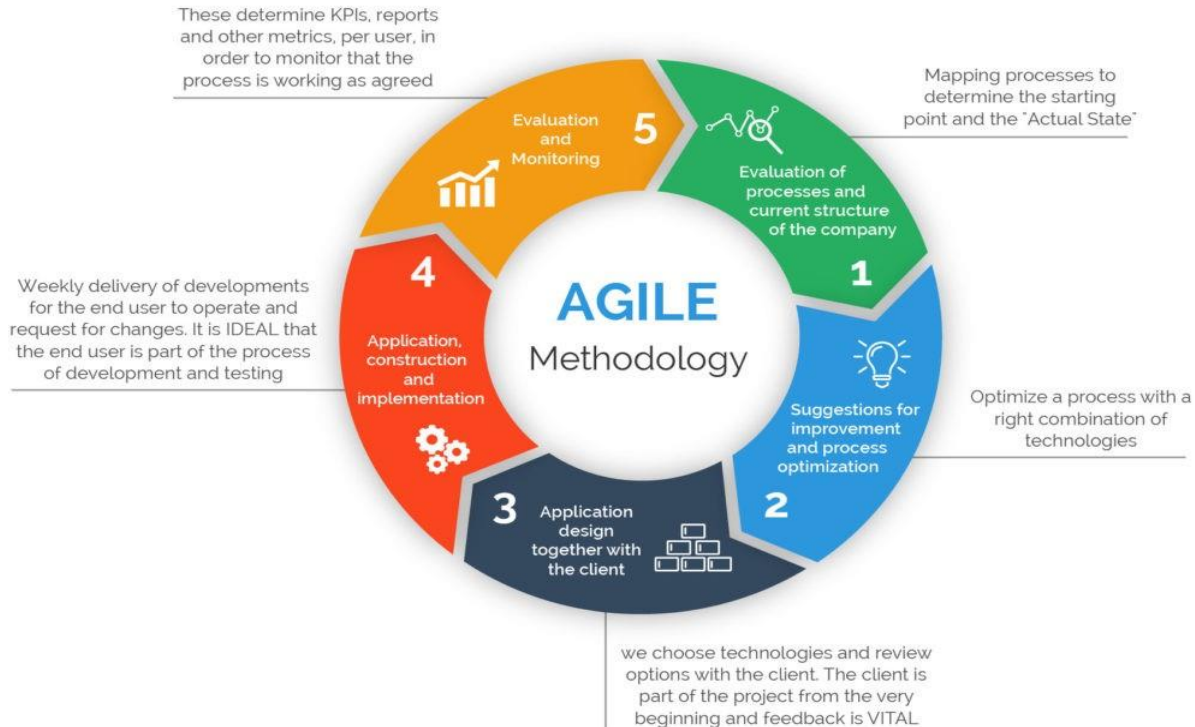 These determine KPIs, reports
and other metrics, per user, in
order to monitor that the
process is working as agreed
Evaluation
and
Monitoring
5
Mapping processes to
determine the starting
point and the "Actual State"
Evaluation of
processes and
current structure
of the company
1
AGILE
Methodology
Weekly delivery of developments
for the end user to operate and
request for changes. It is IDEAL that
the end user is part of the process
of development and testing
4
Application,
construction
and
implementation
Optimize a process with a
right combination of
technologies
Suggestions for
improvement
and process
optimization
2
3
Application
design
together with
the client
we choose technologies and review
options with the client. The client is
part of the project from the very
beginning and feedback is VITAL